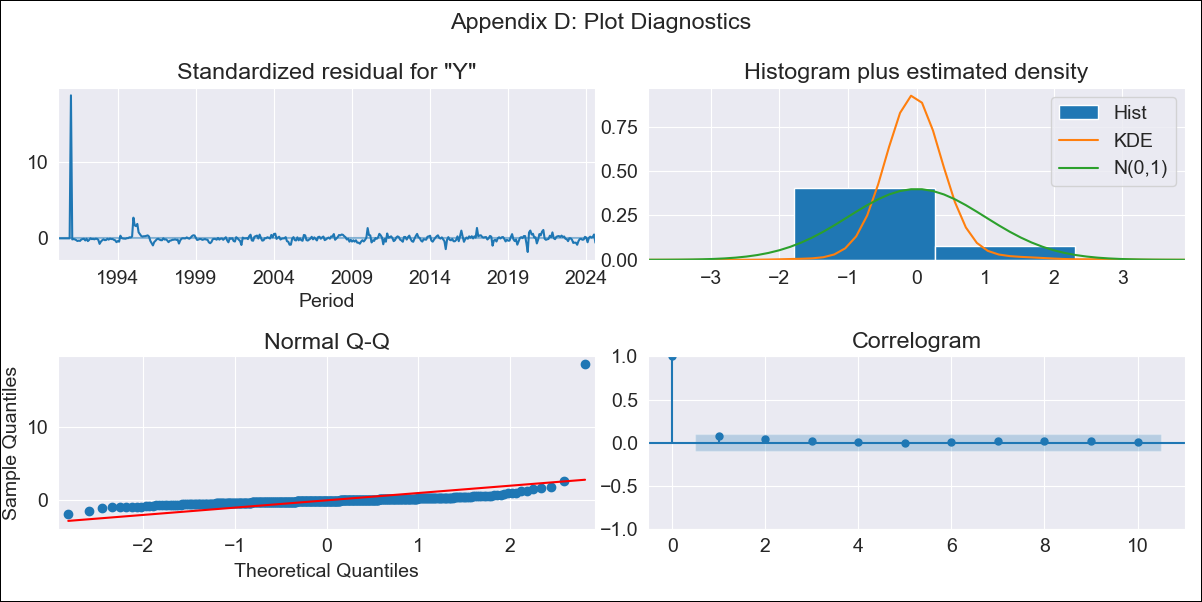 Appendix D: Plot Diagnostics
Standardized residual for "Y"
10
0
1994 1999 2004 2009 2014 2019 2024
Period
Histogram plus estimated density
0.75
0.50
0.25
0.00
−3 −2 −1 0 1 2 3
Hist
KDE
N(0,1)
Normal Q-Q
Sample Quantiles
10
0
−2 −1 0 1 2
Theoretical Quantiles
Correlogram
1.0
0.5
0.0
−0.5
−1.0
0 2 4 6 8 10